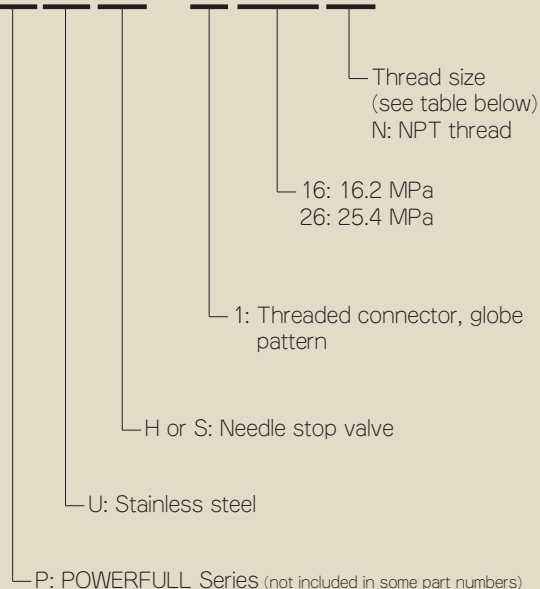 Thread size
(see table below)
N: NPT thread
16: 16.2 MPa
26: 25.4 MPa
1: Threaded connector, globe
pattern
H or S: Needle stop valve
U: Stainless steel
P: POWERFULL Series (not included in some part numbers)